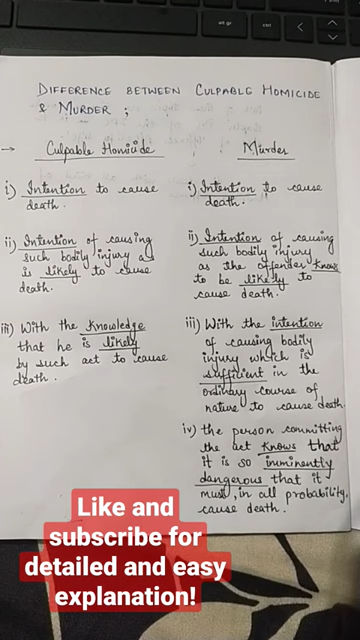 DIFFERENCE BETWEEN CULPABLE HOMICIDE
& MURDER ;
→ Culpable Homicide
i) Intention to cause
death.
ii) Intention of causing
such bodily injury as
is likely to cause
death.
iii) With the knowledge
that he is likely
by such act to cause
death.
Murder
i) Intention to cause
death.
ii) Intention of causing
such bodily injury
as the offender knows
to be likely to
cause death.
iii) With the intention
of causing bodily
injury which is
sufficient in the
ordinary course of
nature to cause death.
iv) the person committing
the act knows that
it is so imminently
dangerous that it
must, in all probability,
cause death.
Like and
subscribe for
detailed and easy
explanation!